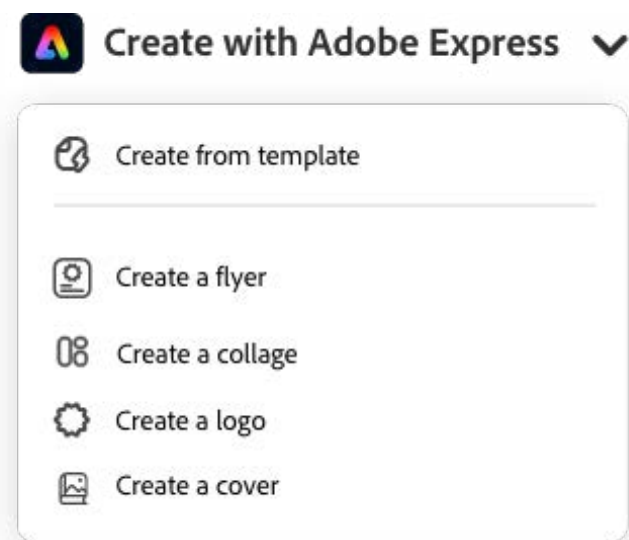 Create with Adobe Express
Create from template
Create a flyer
Create a collage
Create a logo
Create a cover